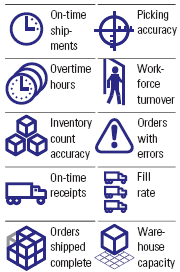 On-time
ship-
ments
Picking
accuracy
Overtime
hours
Work-
force
turnover
Inventory
count
accuracy
Orders
with
errors
On-time
receipts
Fill
rate
Orders
shipped
complete
Ware-
house
capacity